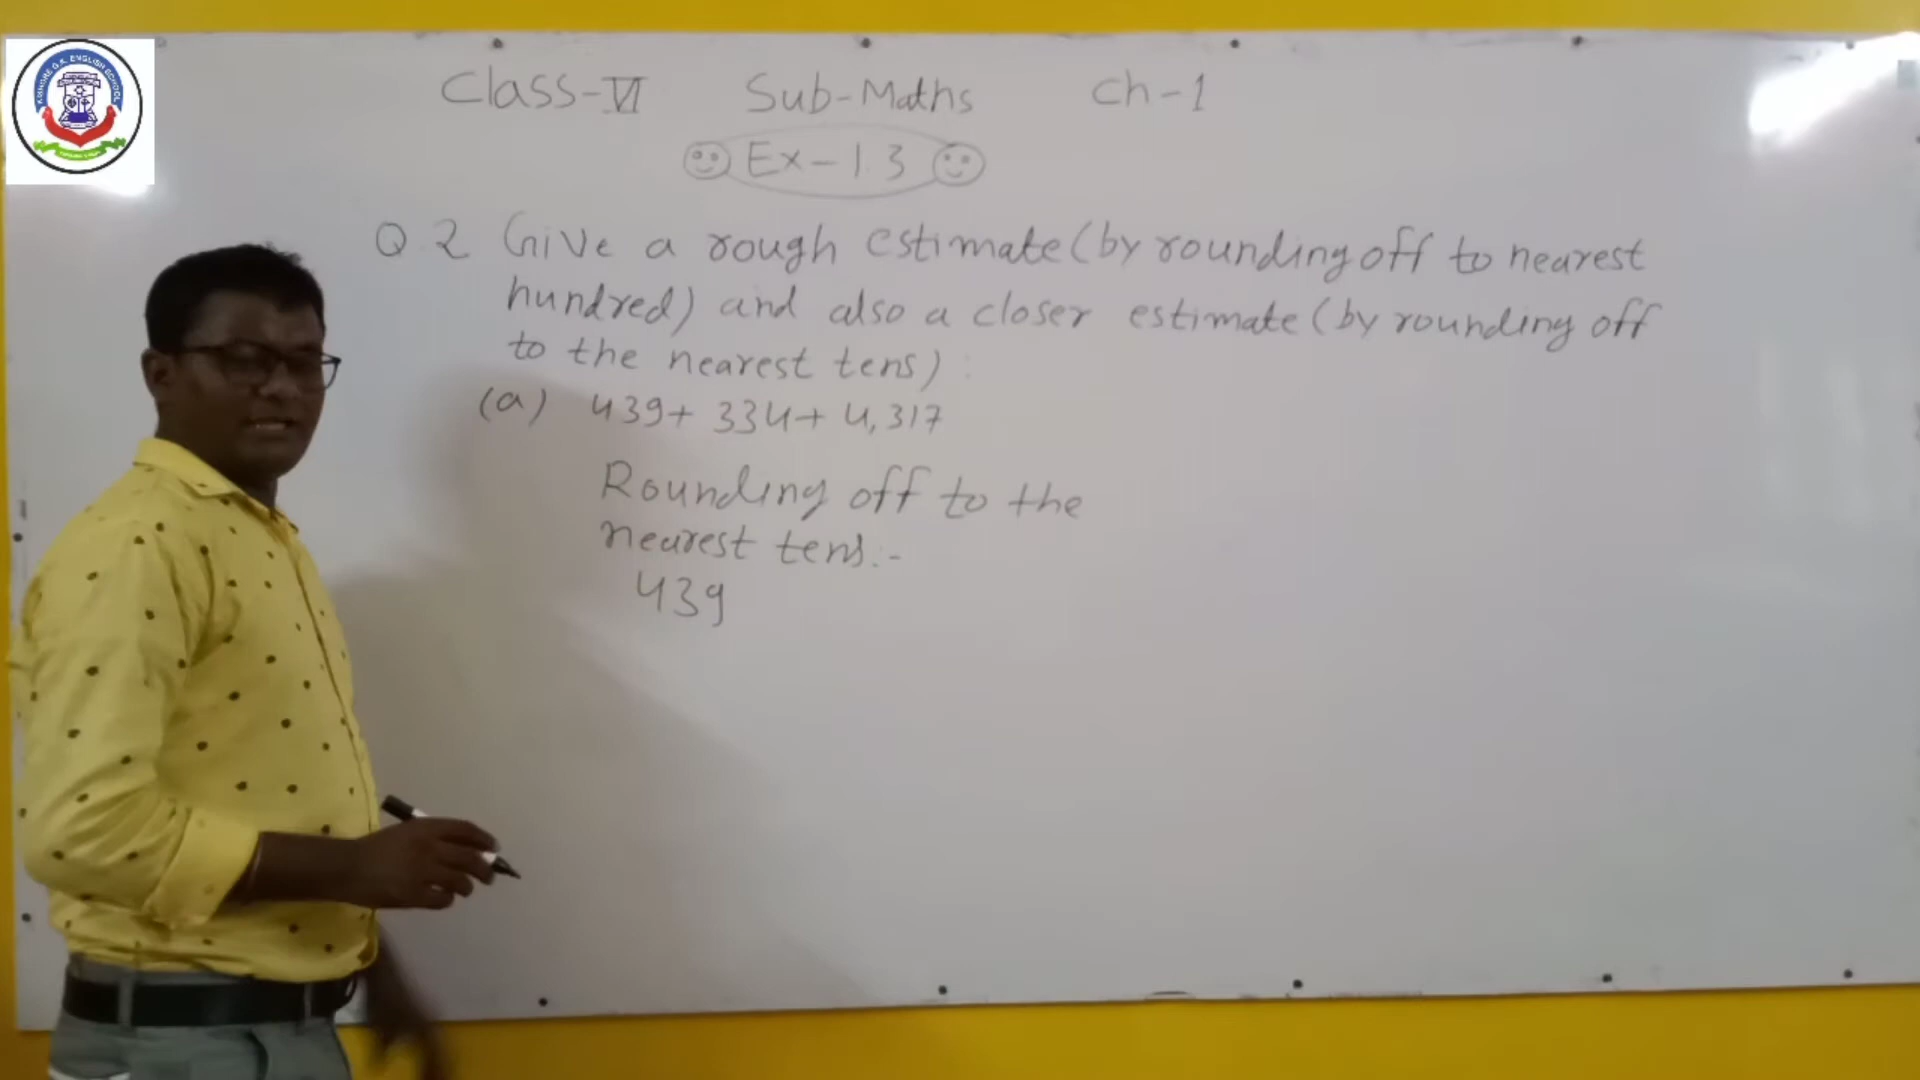 Class-VI Sub-Maths Ch-1
Ex-1.3
Q.2 Give a rough estimate (by rounding off to nearest
hundred) and also a closer estimate (by rounding off
to the nearest tens):
(a) 439+ 334+ 4,317
Rounding off to the
nearest tens:-
439